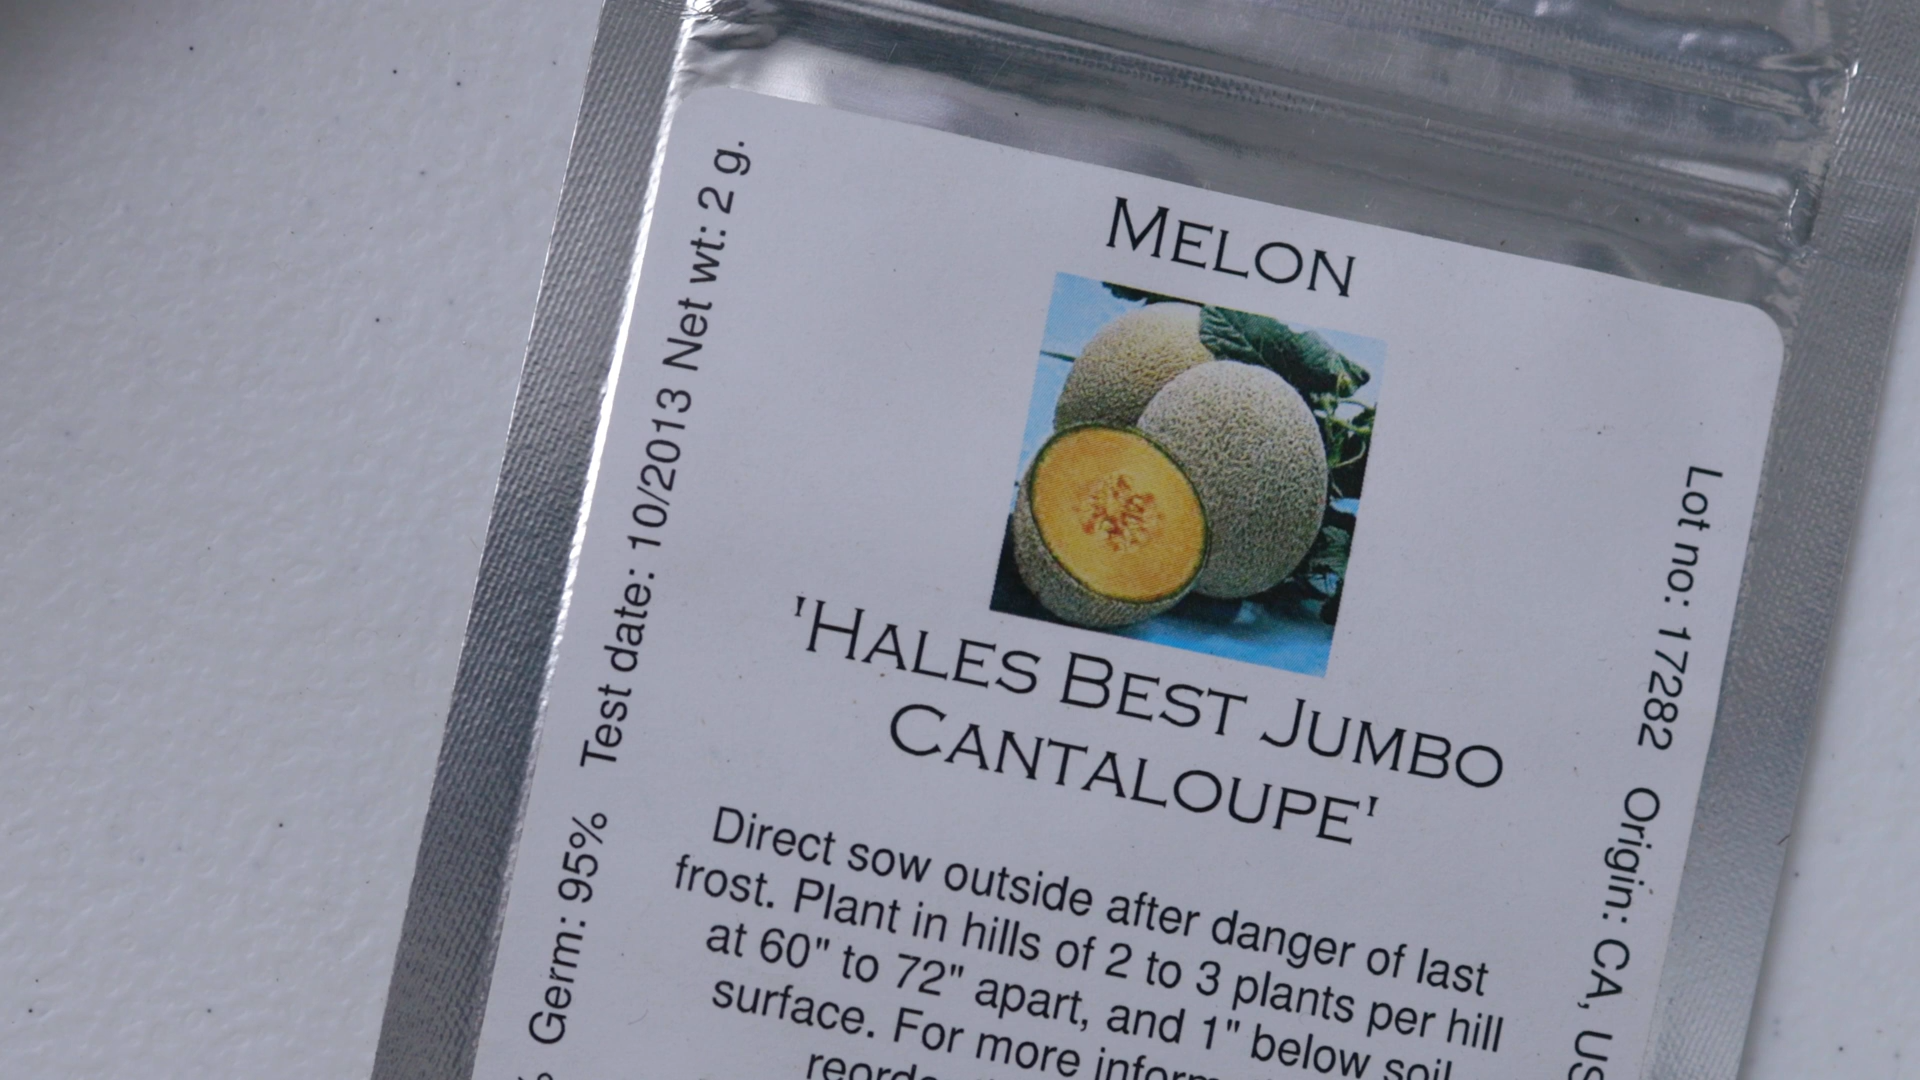 MELON
'HALES BEST JUMBO
CANTALOUPE'
Direct sow outside after danger of last
frost. Plant in hills of 2 to 3 plants per hill
at 60" to 72" apart, and 1" below soil
surface. For more
Germ: 95% Test date: 10/2013 Net wt: 2 g.
Lot no: 17282 Origin: CA,